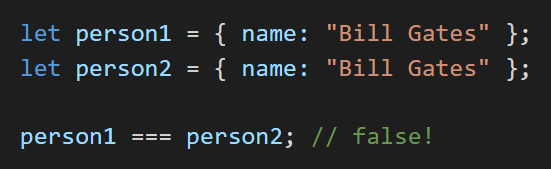 let person1 = { name: "Bill Gates" };
let person2 = { name: "Bill Gates" };
person1 === person2; // false!